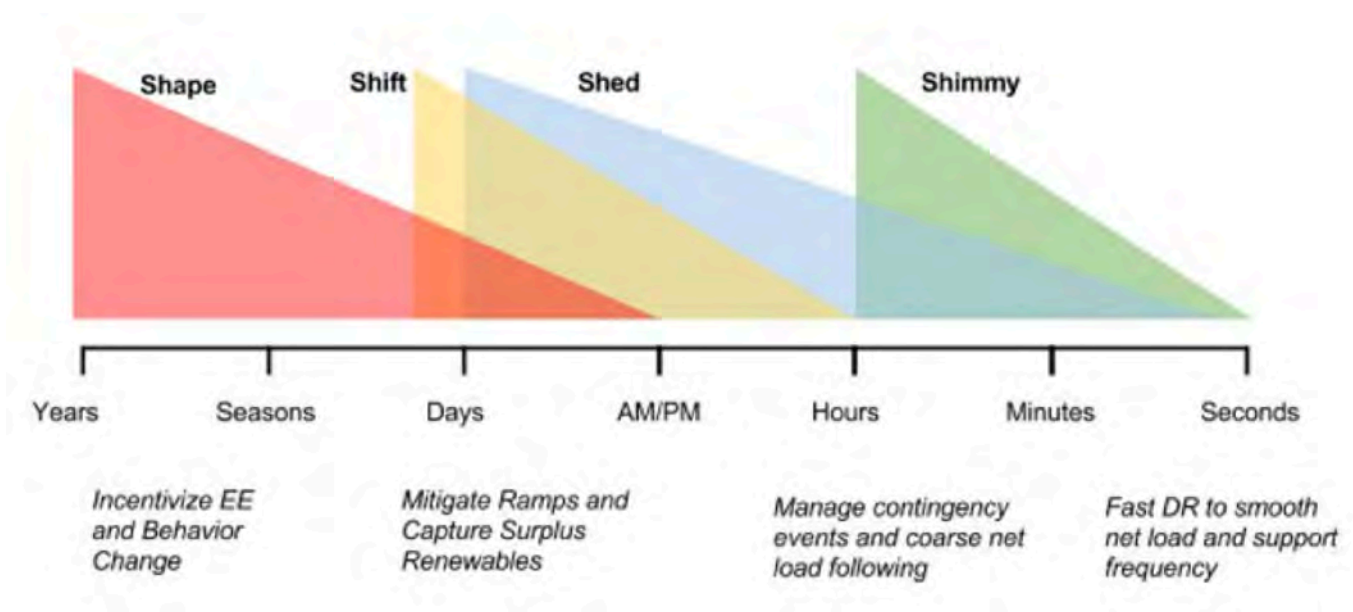 Shape Shift Shed Shimmy
Years Seasons Days AM/PM Hours Minutes Seconds
Incentivize EE
and Behavior
Change
Mitigate Ramps and
Capture Surplus
Renewables
Manage contingency
events and coarse net
load following
Fast DR to smooth
net load and support
frequency